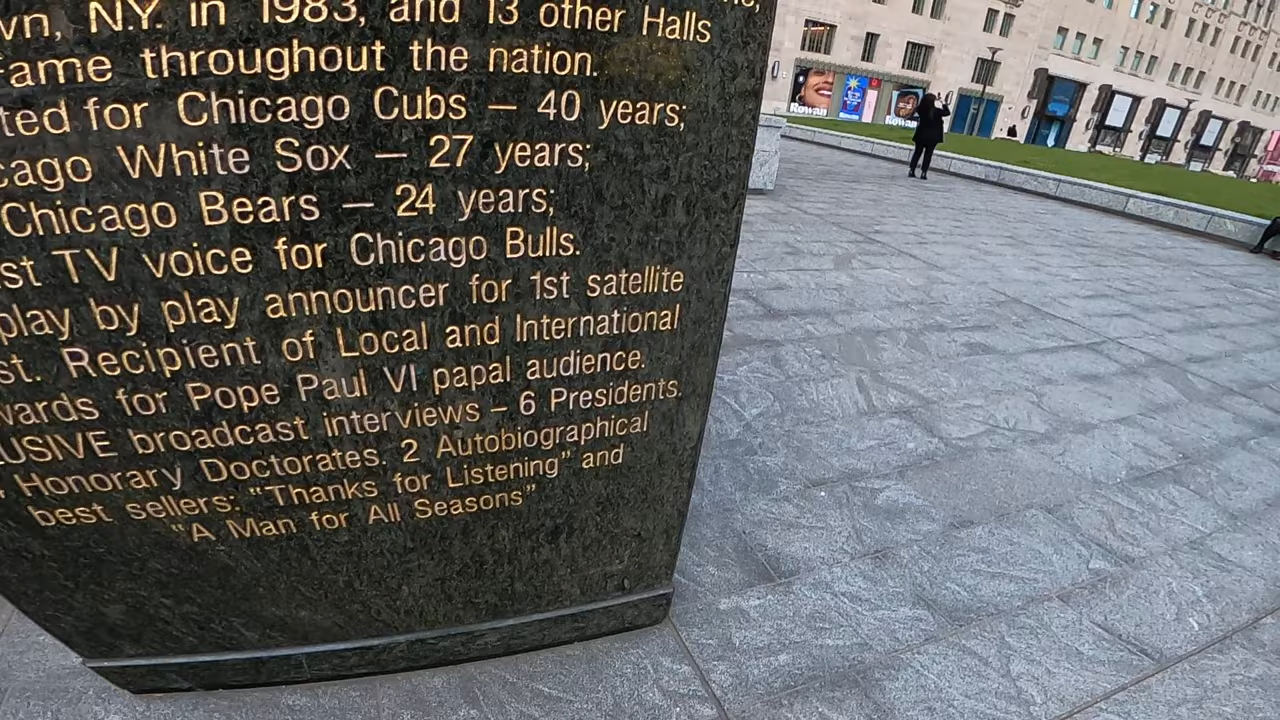 vn, N.Y. in 1983, and 13 other Halls
Fame throughout the nation.
ted for Chicago Cubs — 40 years;
cago White Sox — 27 years;
Chicago Bears — 24 years;
st TV voice for Chicago Bulls.
play by play announcer for 1st satellite
st. Recipient of Local and International
wards for Pope Paul VI papal audience.
USIVE broadcast interviews – 6 Presidents.
Honorary Doctorates. 2 Autobiographical
best sellers: "Thanks for Listening" and
"A Man for All Seasons"
Rowan
Rowan